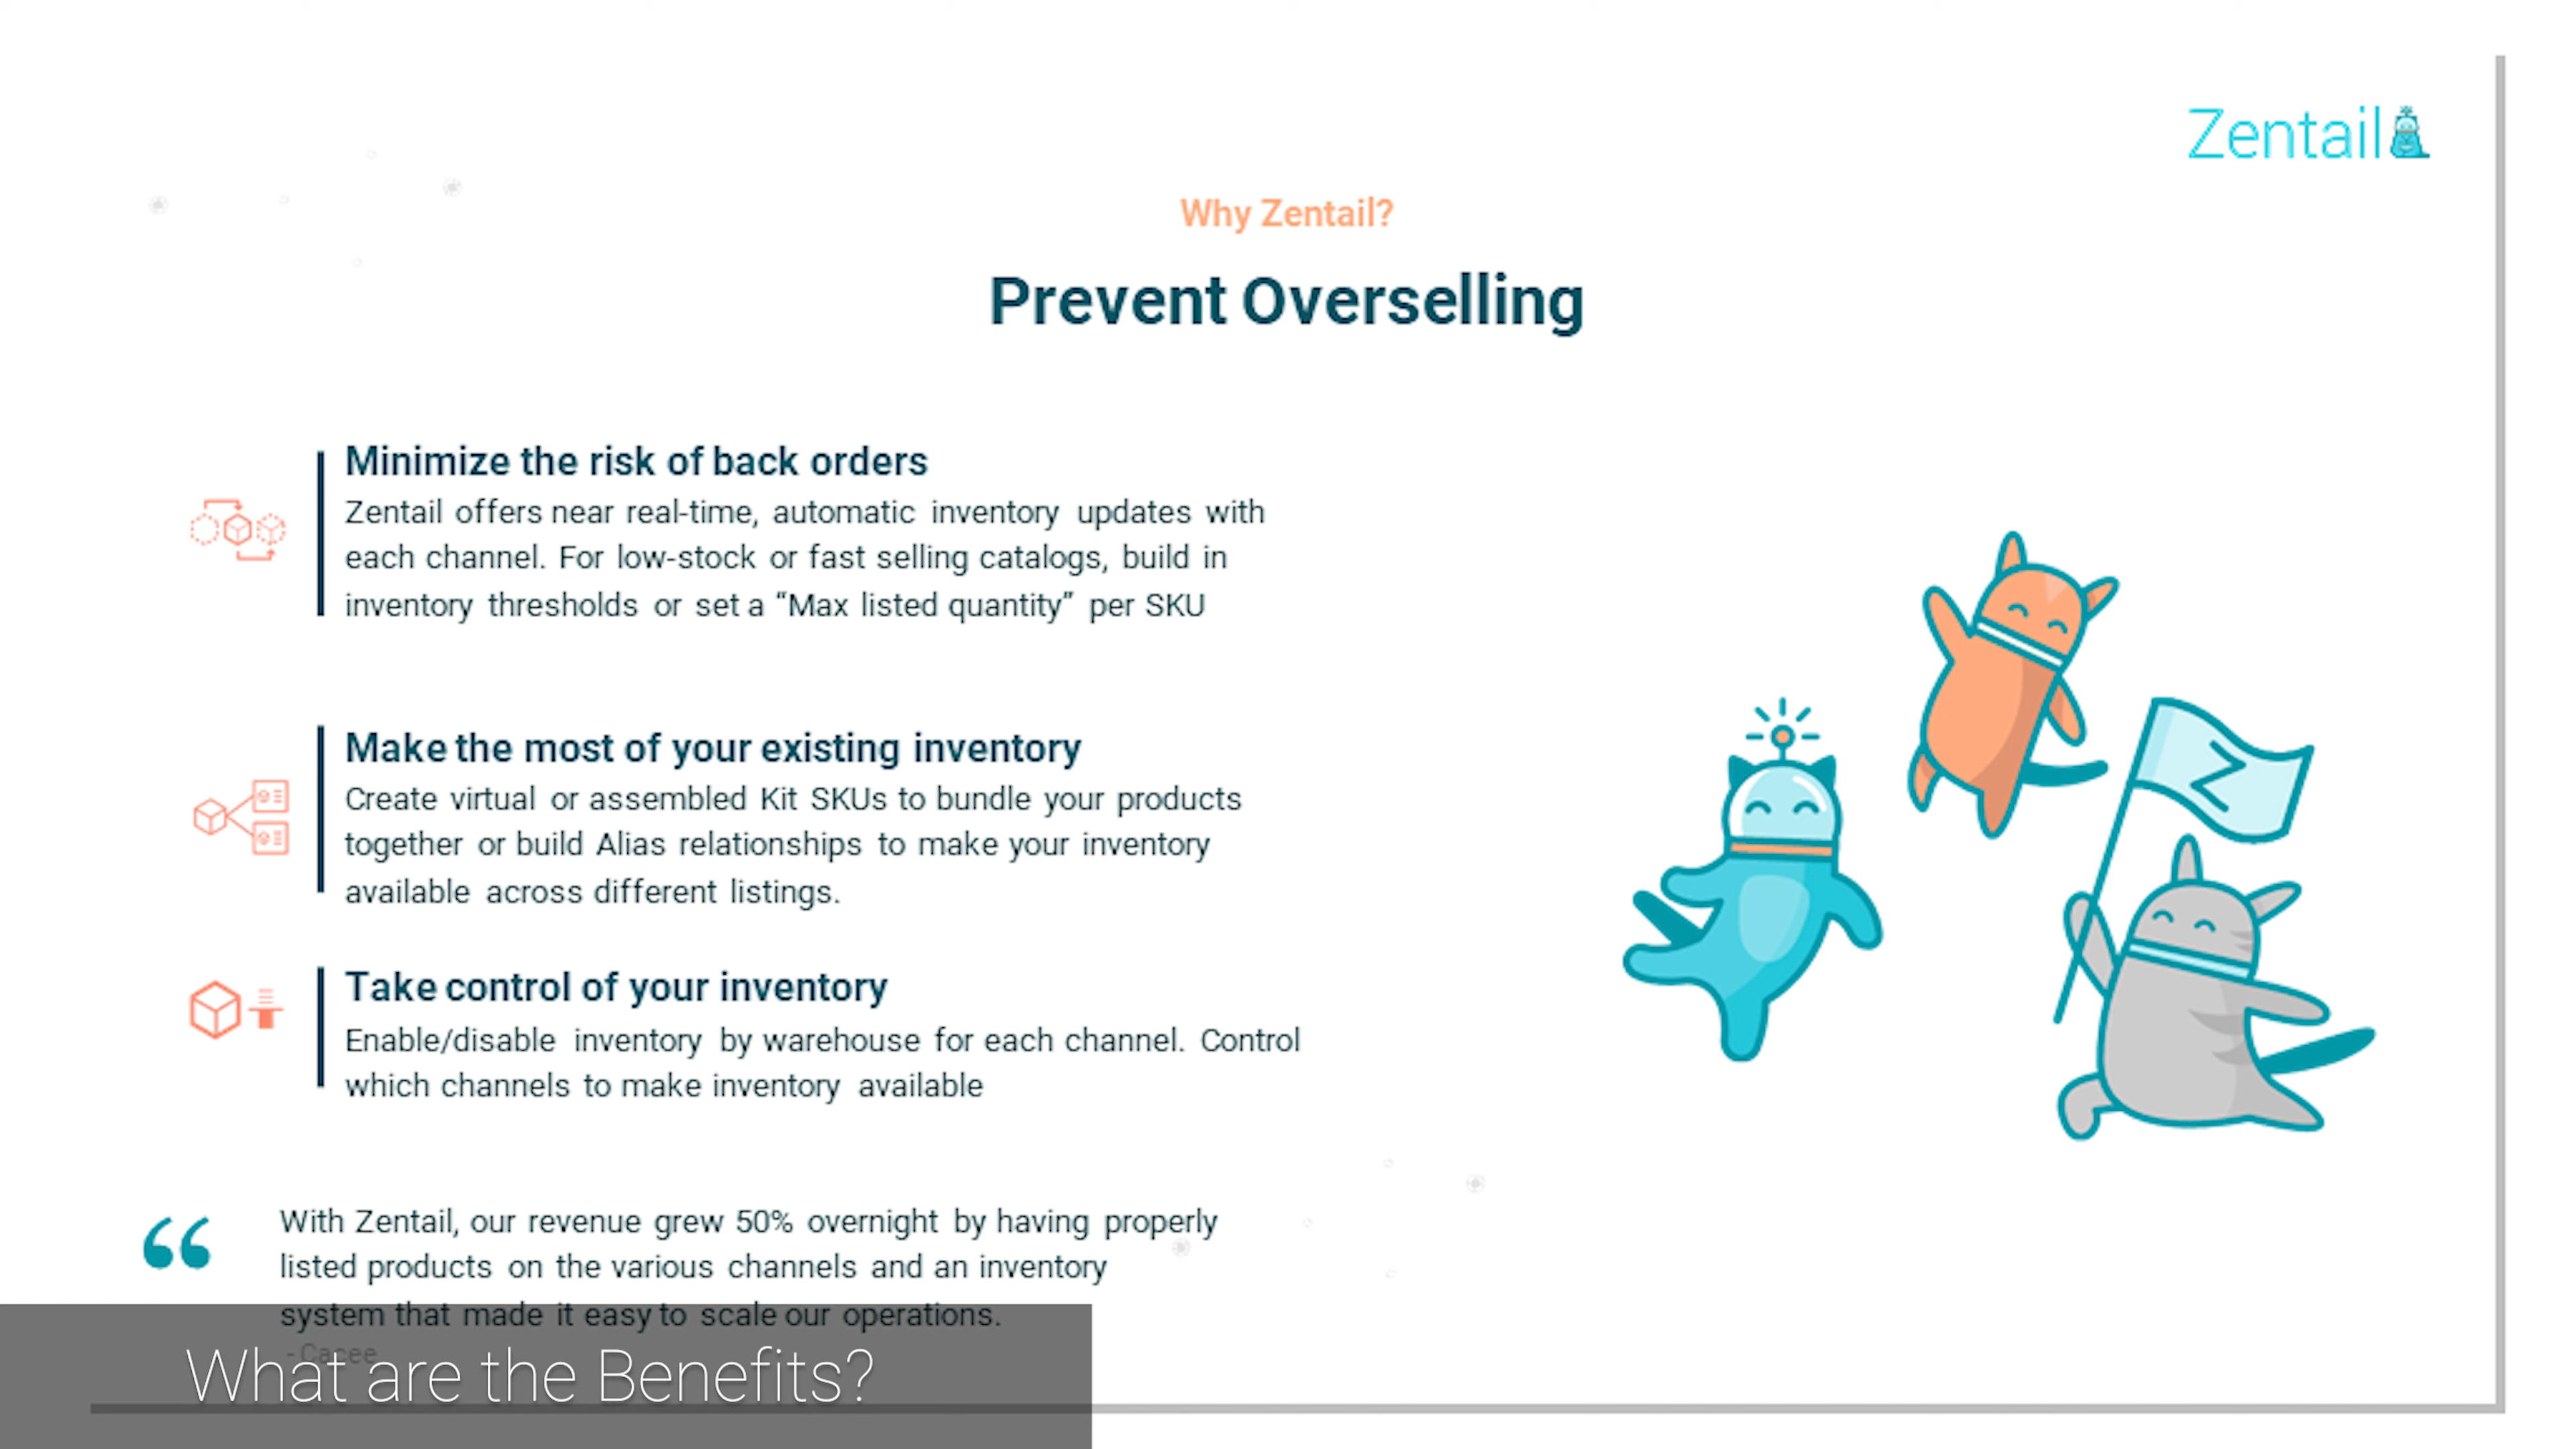 Zentail
Why Zentail?
Prevent Overselling
Minimize the risk of back orders
Zentail offers near real-time, automatic inventory updates with
each channel. For low-stock or fast selling catalogs, build in
inventory thresholds or set a “Max listed quantity” per SKU
Make the most of your existing inventory
Create virtual or assembled Kit SKUs to bundle your products
together or build Alias relationships to make your inventory
available across different listings.
Take control of your inventory
Enable/disable inventory by warehouse for each channel. Control
which channels to make inventory available
Z
“ With Zentail, our revenue grew 50% overnight by having properly
listed products on the various channels and an inventory
system that made it easy to scale our operations.
- Cacee
What are the Benefits?